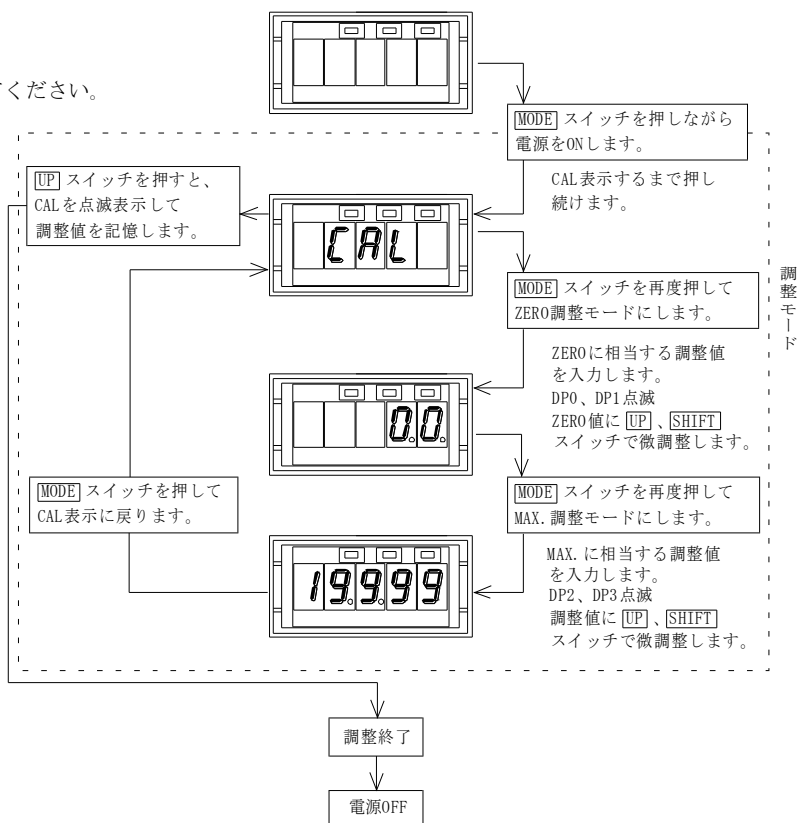 ください。
MODE スイッチを押しながら
電源をONします。
CAL表示するまで押し
続けます。
UP スイッチを押すと、
CALを点滅表示して
調整値を記憶します。
CAL
MODE スイッチを再度押して
ZERO調整モードにします。
調整モード
ZEROに相当する調整値
を入力します。
DP0、DP1点滅
ZERO値に UP 、SHIFT
スイッチで微調整します。
0.0.
MODE スイッチを押して
CAL表示に戻ります。
MODE スイッチを再度押して
MAX.調整モードにします。
19.9.99
MAX.に相当する調整値
を入力します。
DP2、DP3点滅
調整値に UP 、SHIFT
スイッチで微調整します。
調整終了
電源OFF